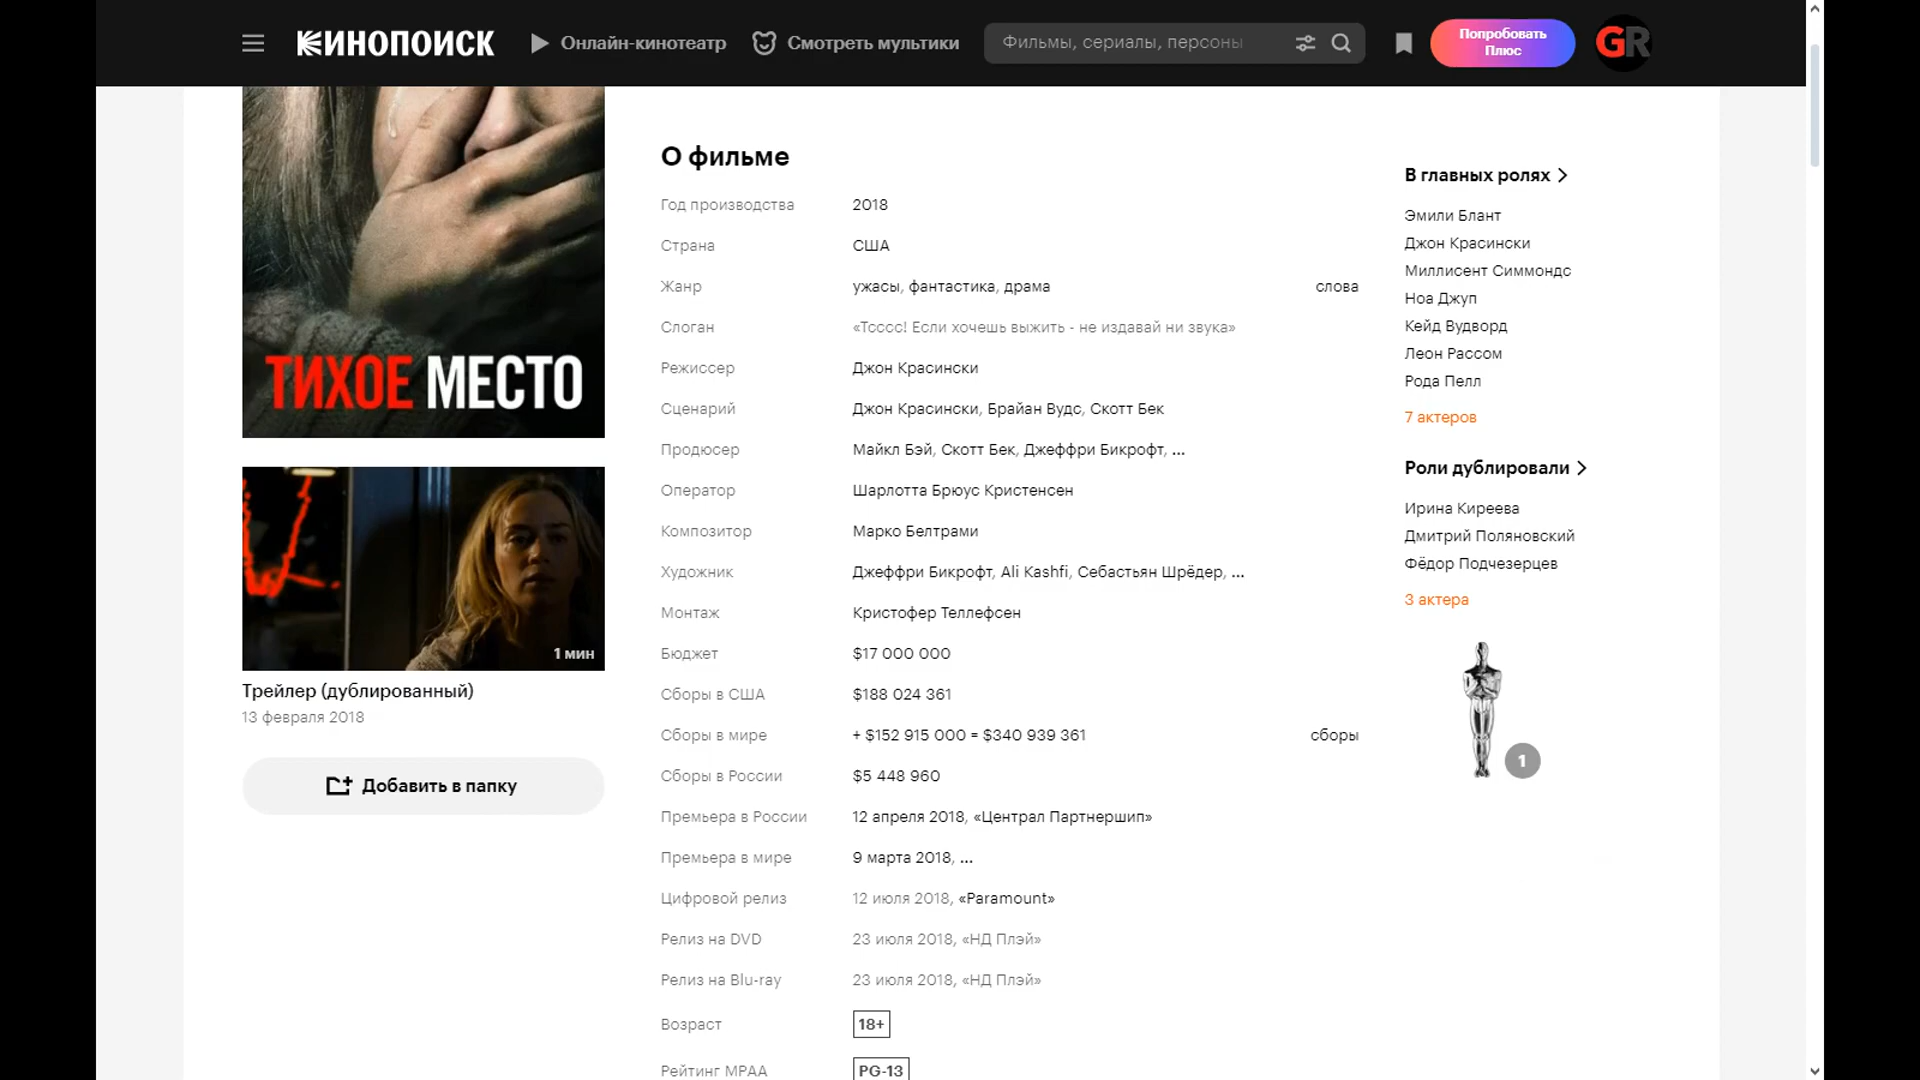 КИНОПОИСК
Онлайн-кинотеатр
Смотреть мультики
Фильмы, сериалы, персоны
Попробовать
Плюс
GR
ТИХОЕ МЕСТО
1 мин
Трейлер (дублированный)
13 февраля 2018
Добавить в папку
О фильме
Год производства 2018
Страна США
Жанр ужасы, фантастика, драма слова
Слоган «Тсссс! Если хочешь выжить - не издавай ни звука»
Режиссер Джон Красински
Сценарий Джон Красински, Брайан Вудс, Скотт Бек
Продюсер Майкл Бэй, Скотт Бек, Джеффри Бикрофт, ...
Оператор Шарлотта Брюус Кристенсен
Композитор Марко Белтрами
Художник Джеффри Бикрофт, Ali Kashfi, Себастьян Шрёдер, ...
Монтаж Кристофер Теллефсен
Бюджет $17 000 000
Сборы в США $188 024 361
Сборы в мире + $152 915 000 = $340 939 361 сборы
Сборы в России $5 448 960
Премьера в России 12 апреля 2018, «Централ Партнершип»
Премьера в мире 9 марта 2018, ...
Цифровой релиз 12 июля 2018, «Paramount»
Релиз на DVD 23 июля 2018, «НД Плэй»
Релиз на Blu-ray 23 июля 2018, «НД Плэй»
Возраст 18+
Рейтинг MPAA PG-13
В главных ролях
Эмили Блант
Джон Красински
Миллисент Симмондс
Ноа Джуп
Кейд Вудворд
Леон Рассом
Рода Пелл
7 актеров
Роли дублировали
Ирина Киреева
Дмитрий Поляновский
Фёдор Подчезерцев
3 актера
1